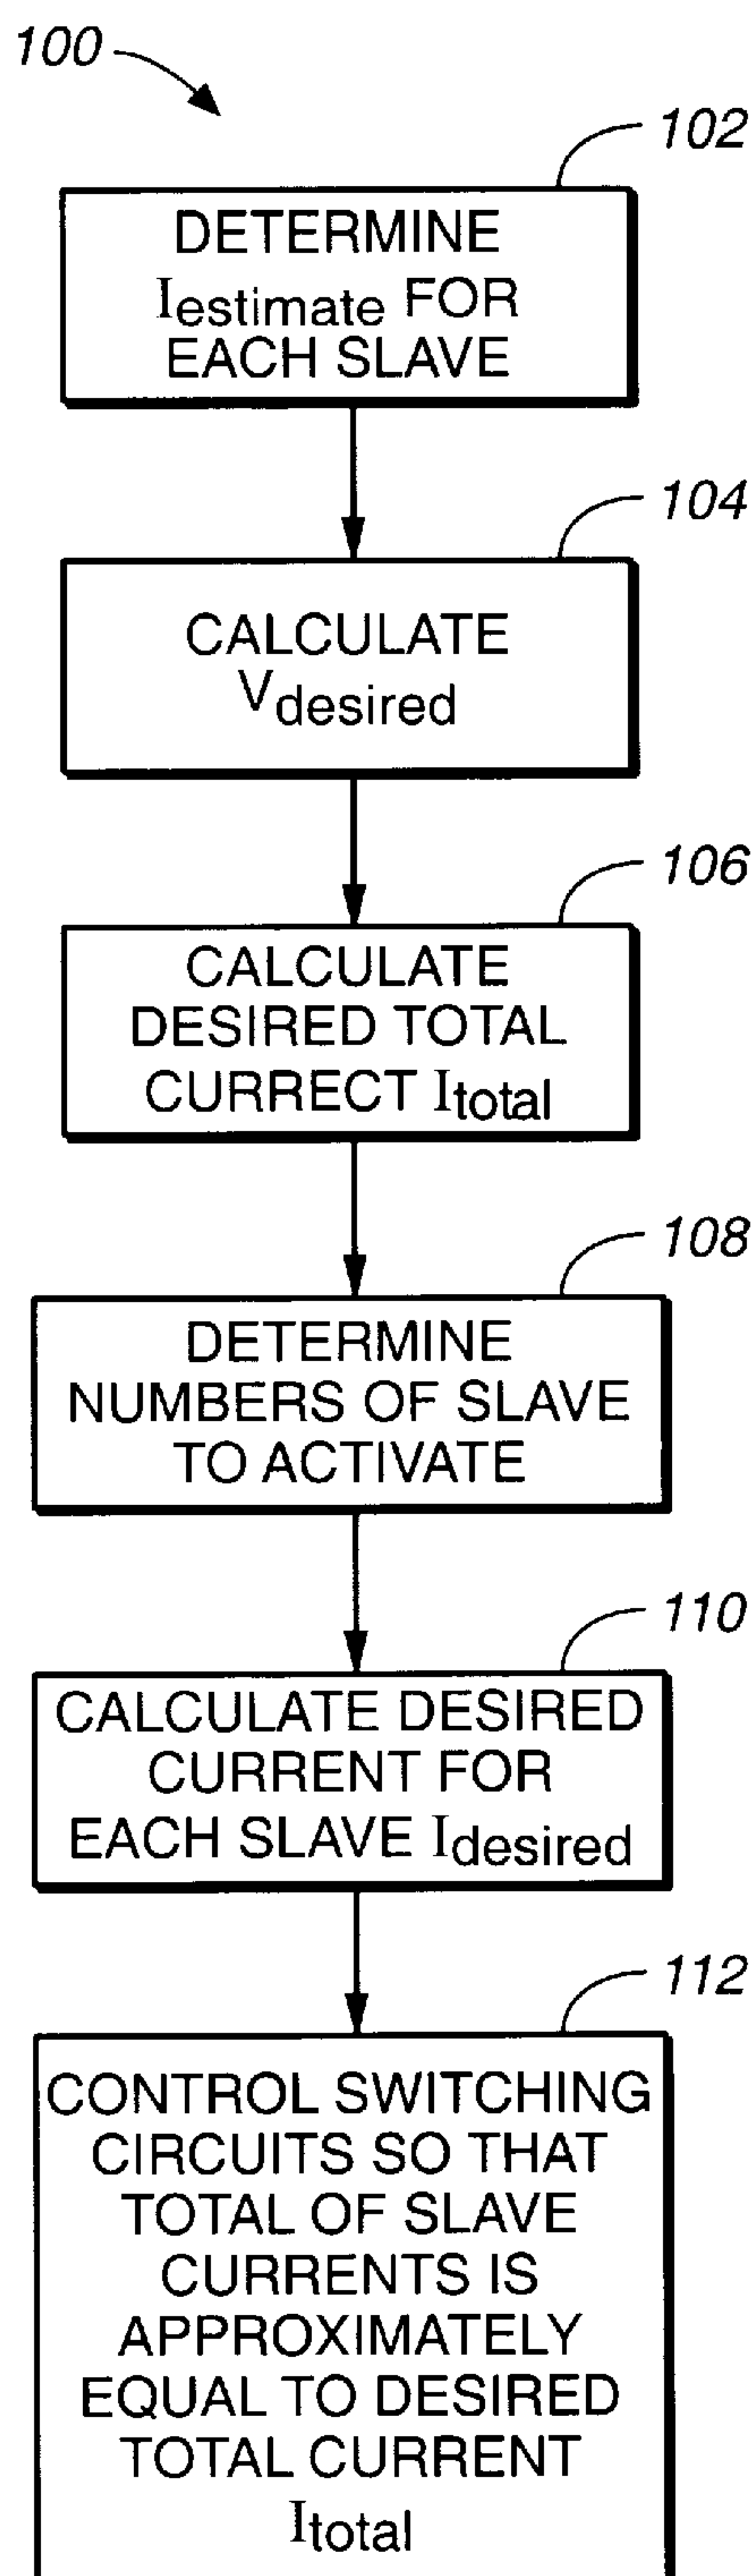 100
102
DETERMINE
Iestimate FOR
EACH SLAVE
104
CALCULATE
Vdesired
106
CALCULATE
DESIRED TOTAL
CURRECT Itotal
108
DETERMINE
NUMBERS OF SLAVE
TO ACTIVATE
110
CALCULATE DESIRED
CURRENT FOR
EACH SLAVE Idesired
112
CONTROL SWITCHING
CIRCUITS SO THAT
TOTAL OF SLAVE
CURRENTS IS
APPROXIMATELY
EQUAL TO DESIRED
TOTAL CURRENT
Itotal